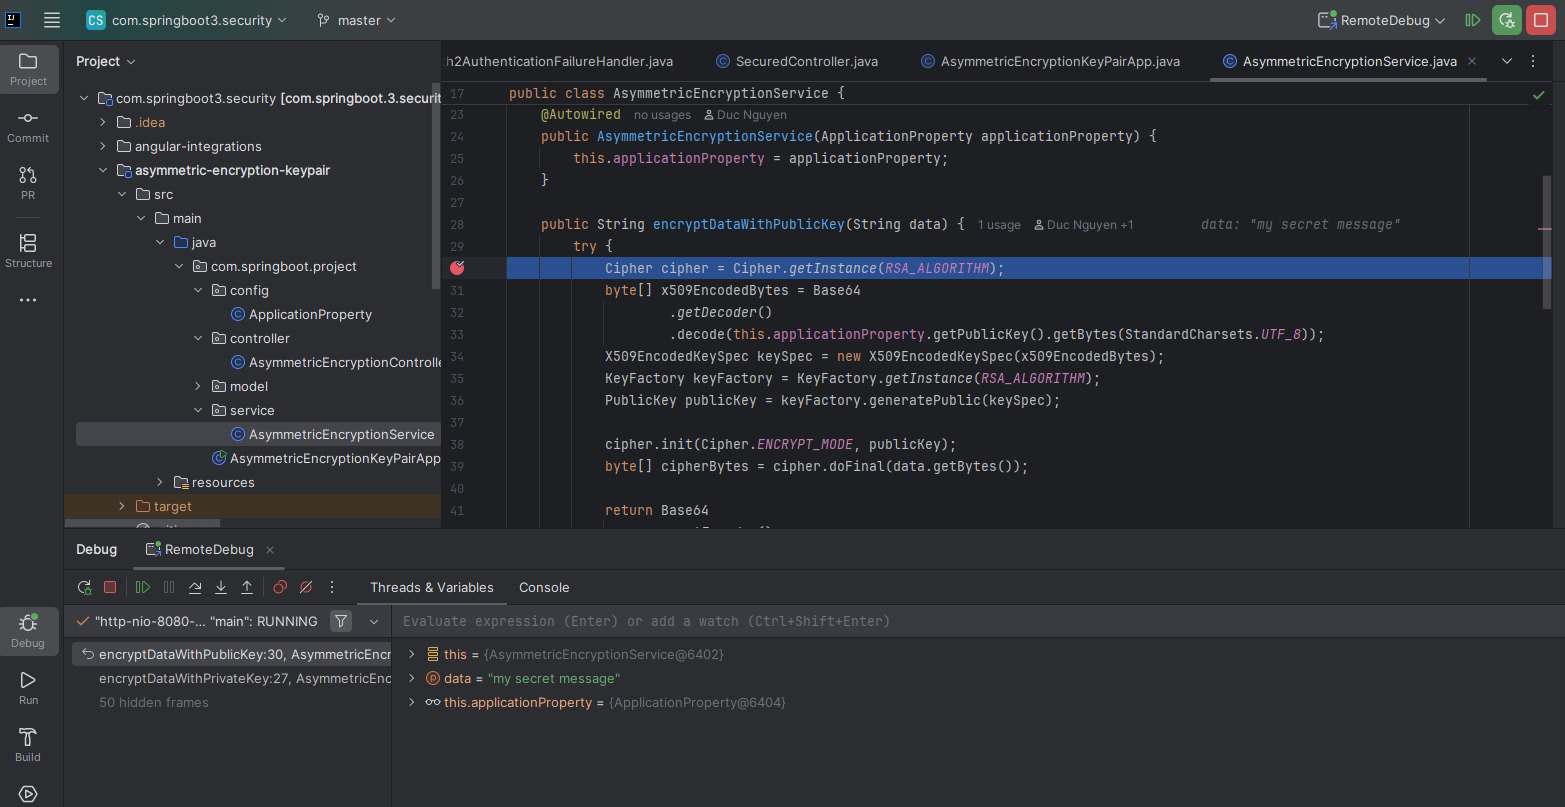 CS com.springboot3.security master RemoteDebug
Project
Commit
PR
Structure
Debug
Run
Build
Project
com.springboot3.security [com.springboot.3.securit
.idea
angular-integrations
asymmetric-encryption-keypair
src
main
java
com.springboot.project
config
ApplicationProperty
controller
AsymmetricEncryptionControlle
model
service
AsymmetricEncryptionService
AsymmetricEncryptionKeyPairApp
resources
target
h2AuthenticationFailureHandler.java SecuredController.java AsymmetricEncryptionKeyPairApp.java AsymmetricEncryptionService.java
17 public class AsymmetricEncryptionService {
23 @Autowired no usages Duc Nguyen
24 public AsymmetricEncryptionService(ApplicationProperty applicationProperty) {
25 this.applicationProperty = applicationProperty;
26 }
27
28 public String encryptDataWithPublicKey(String data) { 1 usage Duc Nguyen +1 data: "my secret message"
29 try {
Cipher cipher = Cipher.getInstance(RSA_ALGORITHM);
31 byte[] x509EncodedBytes = Base64
32 .getDecoder()
33 .decode(this.applicationProperty.getPublicKey().getBytes(StandardCharsets.UTF_8));
34 X509EncodedKeySpec keySpec = new X509EncodedKeySpec(x509EncodedBytes);
35 KeyFactory keyFactory = KeyFactory.getInstance(RSA_ALGORITHM);
36 PublicKey publicKey = keyFactory.generatePublic(keySpec);
37
38 cipher.init(Cipher.ENCRYPT_MODE, publicKey);
39 byte[] cipherBytes = cipher.doFinal(data.getBytes());
40
41 return Base64
Debug RemoteDebug
Threads & Variables Console
"http-nio-8080-... "main": RUNNING
encryptDataWithPublicKey:30, AsymmetricEncr
encryptDataWithPrivateKey:27, AsymmetricEnc
50 hidden frames
Evaluate expression (Enter) or add a watch (Ctrl+Shift+Enter)
this = {AsymmetricEncryptionService@6402}
data = "my secret message"
this.applicationProperty = {ApplicationProperty@6404}